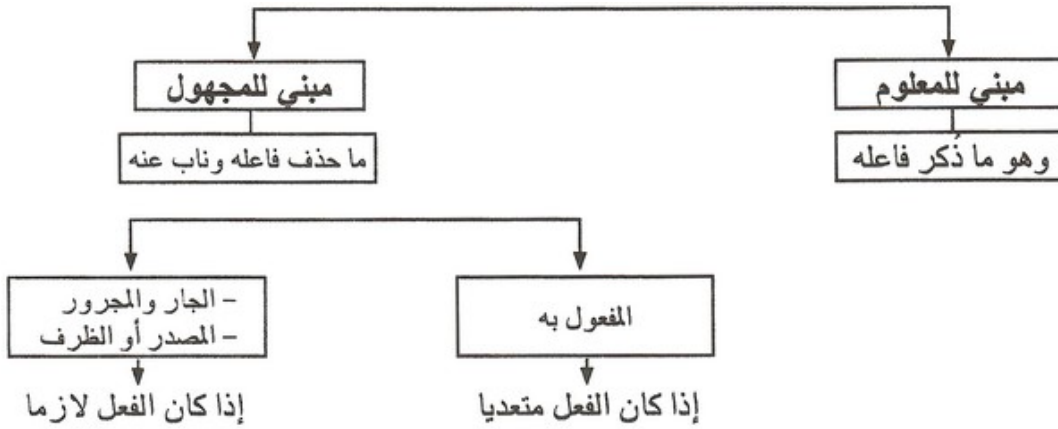 مبني للمعلوم
مبني للمجهول
وهو ما ذُكر فاعله
ما حذف فاعله وناب عنه
المفعول به
– الجار والمجرور
– المصدر أو الظرف
إذا كان الفعل متعديا
إذا كان الفعل لازما